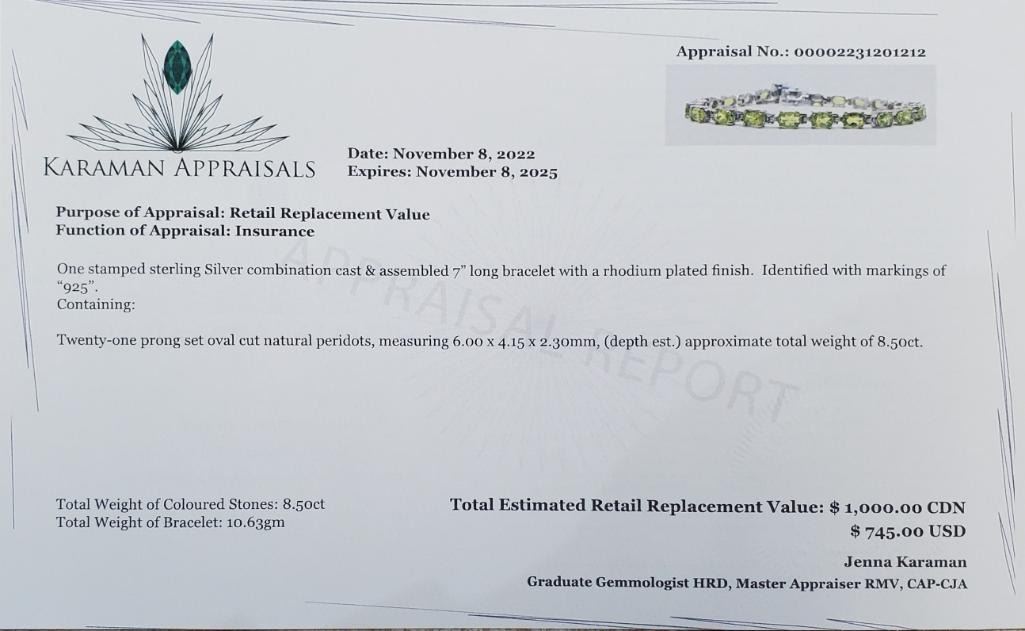 Appraisal No.: 00002231201212
KARAMAN APPRAISALS
Date: November 8, 2022
Expires: November 8, 2025
Purpose of Appraisal: Retail Replacement Value
Function of Appraisal: Insurance
One stamped sterling Silver combination cast & assembled 7” long bracelet with a rhodium plated finish. Identified with markings of
“925”.
Containing:
Twenty-one prong set oval cut natural peridots, measuring 6.00 x 4.15 x 2.30mm, (depth est.) approximate total weight of 8.50ct.
APPRAISAL REPORT
Total Weight of Coloured Stones: 8.50ct
Total Weight of Bracelet: 10.63gm
Total Estimated Retail Replacement Value: $ 1,000.00 CDN
$ 745.00 USD
Jenna Karaman
Graduate Gemmologist HRD, Master Appraiser RMV, CAP-CJA